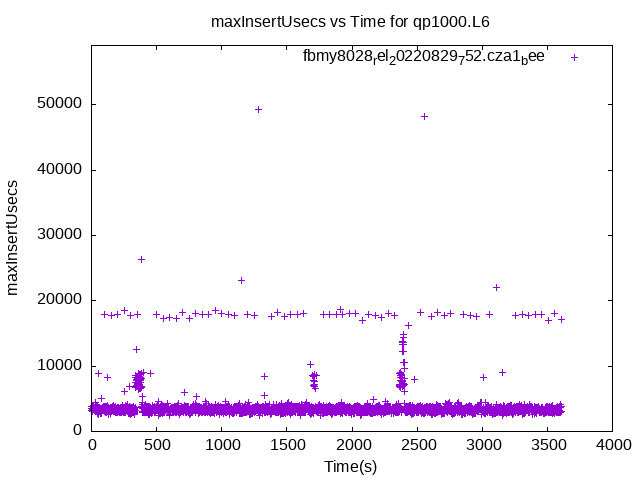 maxInsertUsecs vs Time for qp1000.L6
fbmy8028rel20220829752.cza1bee
maxInsertUsecs
50000
40000
30000
20000
10000
0
0 500 1000 1500 2000 2500 3000 3500 4000
Time(s)